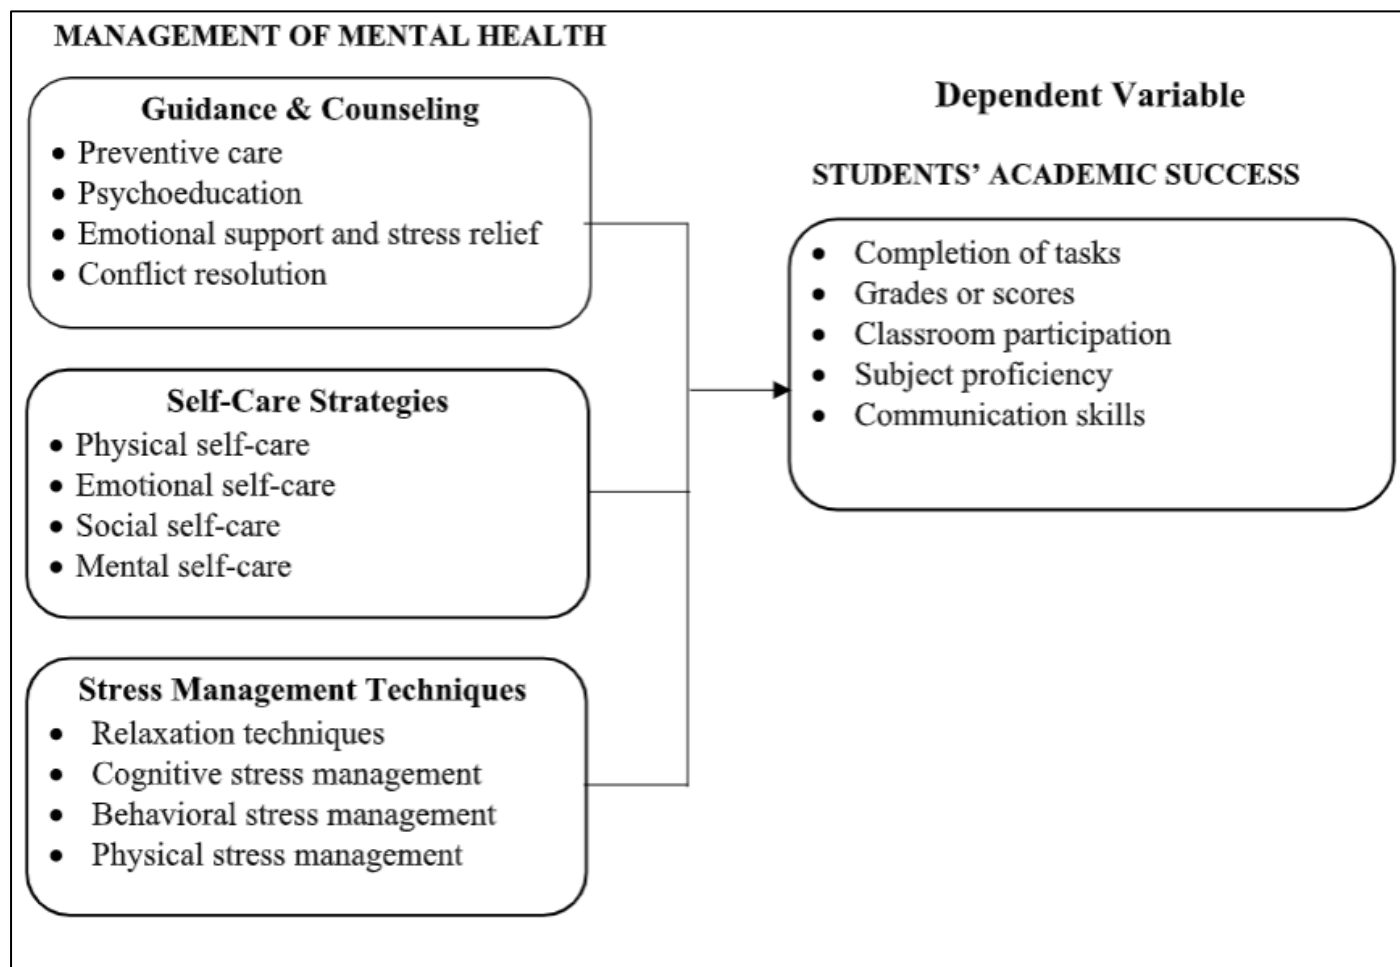 MANAGEMENT OF MENTAL HEALTH
Guidance & Counseling
• Preventive care
• Psychoeducation
• Emotional support and stress relief
• Conflict resolution
Self-Care Strategies
• Physical self-care
• Emotional self-care
• Social self-care
• Mental self-care
Stress Management Techniques
• Relaxation techniques
• Cognitive stress management
• Behavioral stress management
• Physical stress management
Dependent Variable
STUDENTS’ ACADEMIC SUCCESS
• Completion of tasks
• Grades or scores
• Classroom participation
• Subject proficiency
• Communication skills